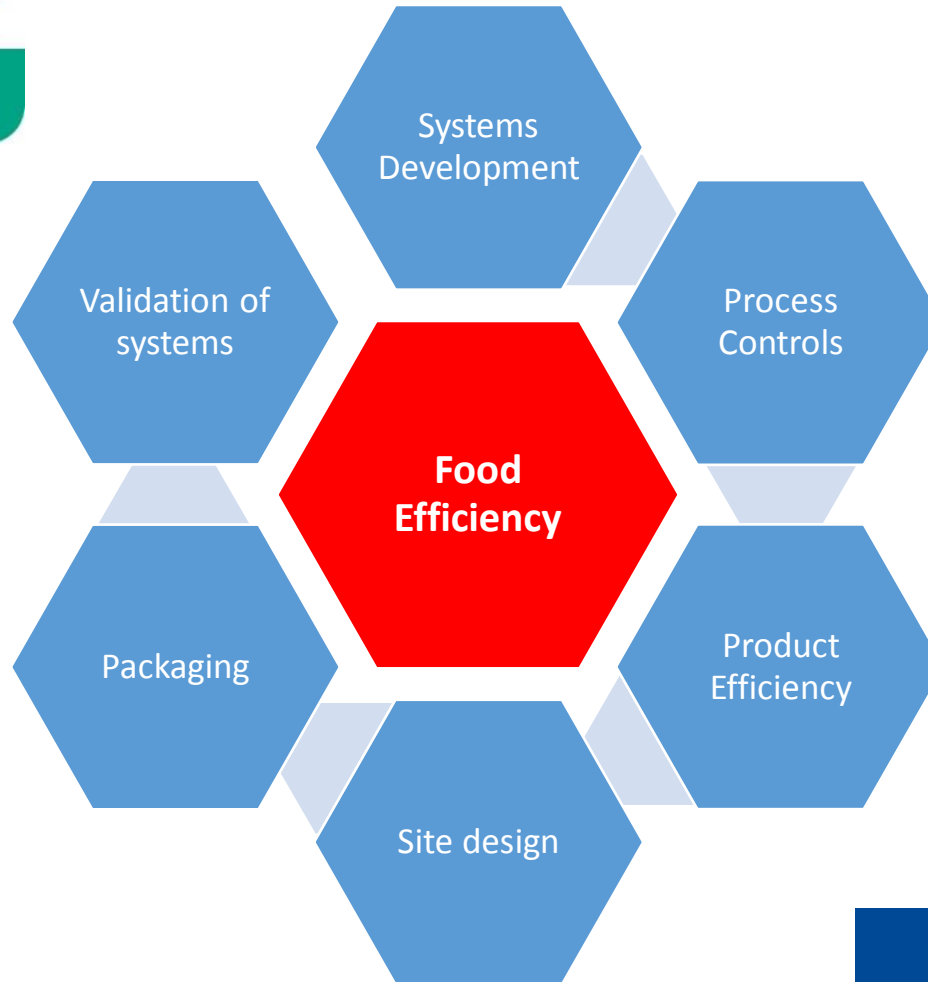 Systems
Development
Process
Controls
Product
Efficiency
Site design
Packaging
Validation of
systems
Food
Efficiency